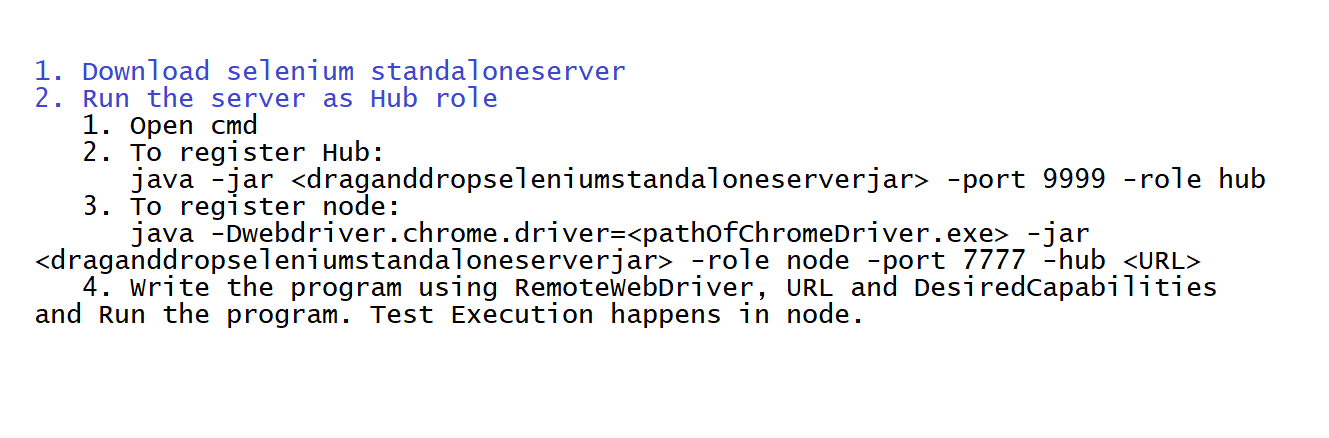 1. Download selenium standaloneserver
2. Run the server as Hub role
1. Open cmd
2. To register Hub:
java -jar <draganddropseleniumstandaloneserverjar> -port 9999 -role hub
3. To register node:
java -Dwebdriver.chrome.driver=<pathOfChromeDriver.exe> -jar
<draganddropseleniumstandaloneserverjar> -role node -port 7777 -hub <URL>
4. Write the program using RemoteWebDriver, URL and DesiredCapabilities
and Run the program. Test Execution happens in node.